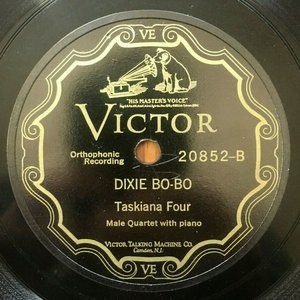 VE
"HIS MASTER'S VOICE"
VICTOR
Orthophonic
Recording
20852-B
DIXIE BO-BO
Taskiana Four
Male Quartet with piano
VICTOR TALKING MACHINE CO.
Camden, N.J.
VE